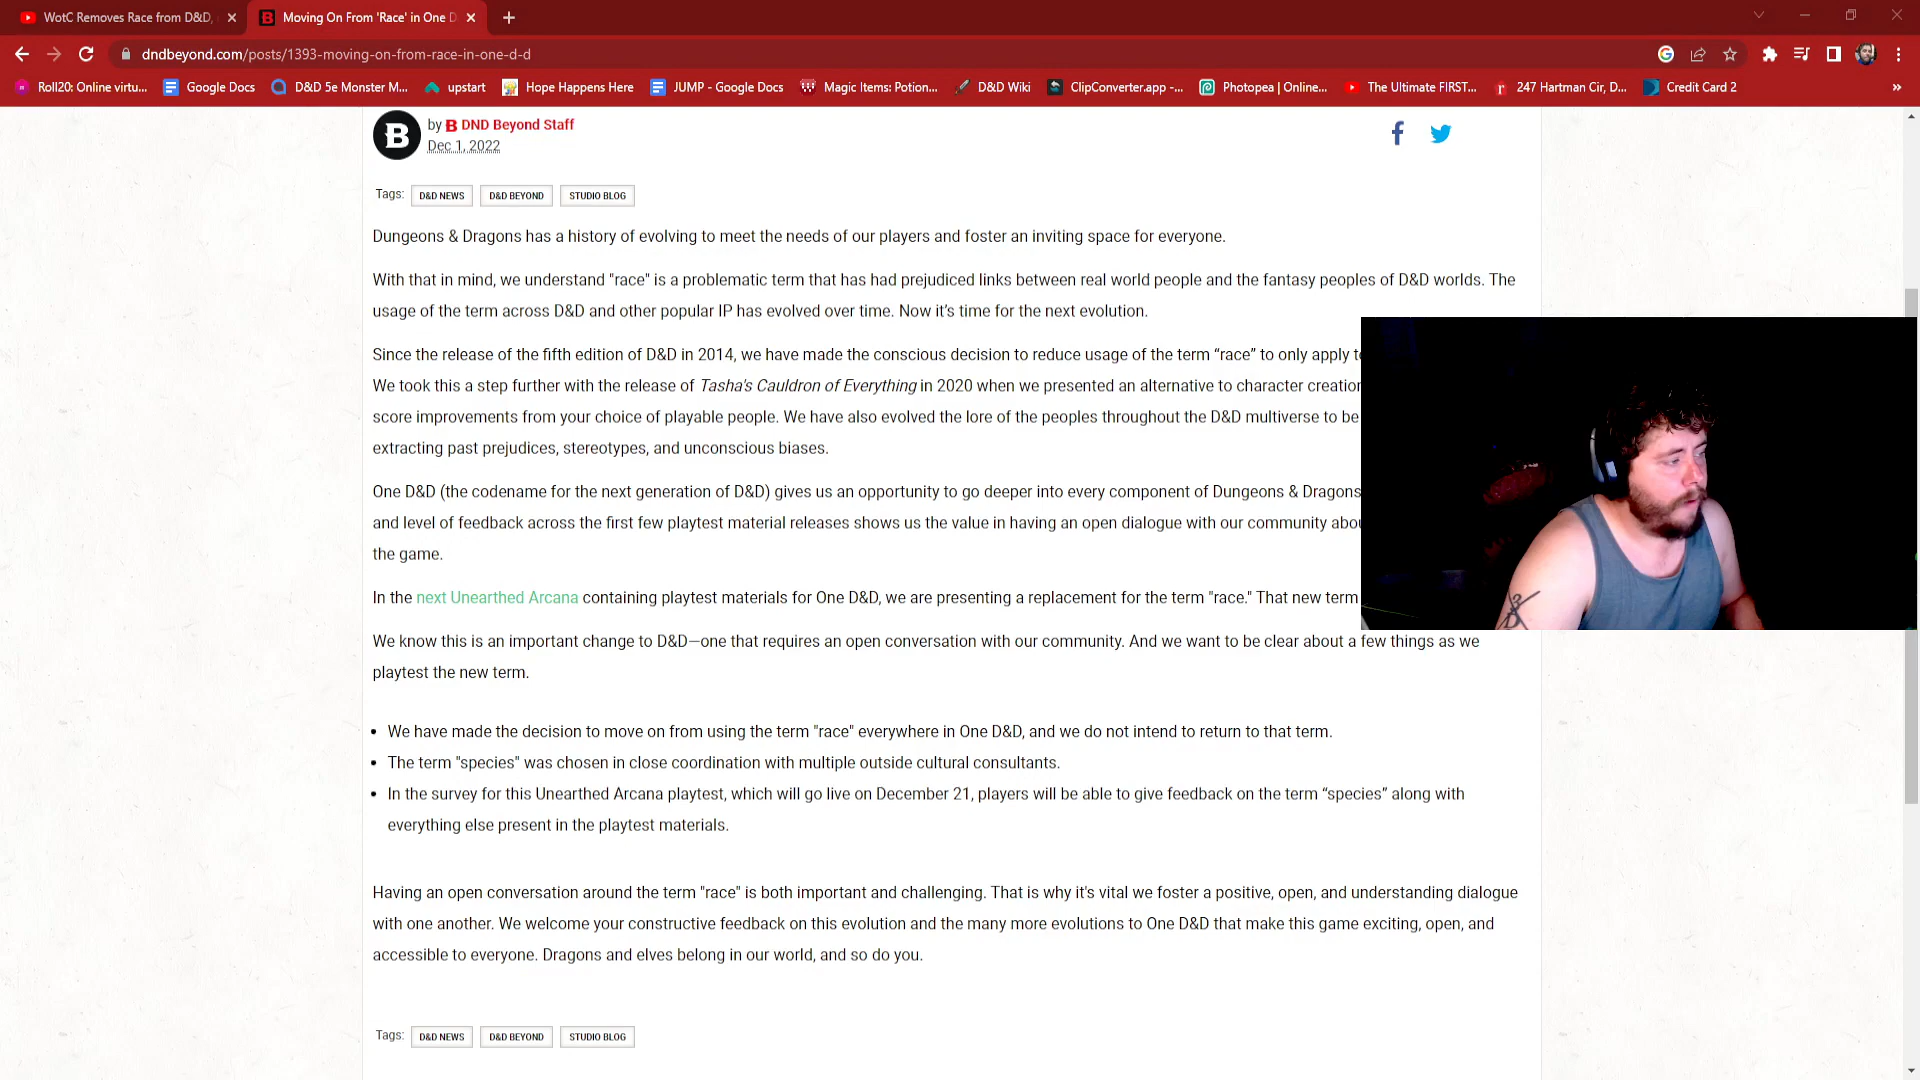 WotC Removes Race from D&D,
Moving On From 'Race' in One D
dndbeyond.com/posts/1393-moving-on-from-race-in-one-d-d
Roll20: Online virtu...
Google Docs
D&D 5e Monster M...
upstart
Hope Happens Here
JUMP - Google Docs
Magic Items: Potion...
D&D Wiki
ClipConverter.app -...
Photopea | Online...
The Ultimate FIRST...
247 Hartman Cir, D...
Credit Card 2
by DND Beyond Staff
Dec 1, 2022
Tags: D&D NEWS D&D BEYOND STUDIO BLOG
Dungeons & Dragons has a history of evolving to meet the needs of our players and foster an inviting space for everyone.
With that in mind, we understand "race" is a problematic term that has had prejudiced links between real world people and the fantasy peoples of D&D worlds. The
usage of the term across D&D and other popular IP has evolved over time. Now it's time for the next evolution.
Since the release of the fifth edition of D&D in 2014, we have made the conscious decision to reduce usage of the term “race” to only apply
We took this a step further with the release of Tasha's Cauldron of Everything in 2020 when we presented an alternative to character creation
score improvements from your choice of playable people. We have also evolved the lore of the peoples throughout the D&D multiverse to be
extracting past prejudices, stereotypes, and unconscious biases.
One D&D (the codename for the next generation of D&D) gives us an opportunity to go deeper into every component of Dungeons & Dragons
and level of feedback across the first few playtest material releases shows us the value in having an open dialogue with our community
the game.
In the next Unearthed Arcana containing playtest materials for One D&D, we are presenting a replacement for the term "race." That new term
We know this is an important change to D&D—one that requires an open conversation with our community. And we want to be clear about a few things as we
playtest the new term.
• We have made the decision to move on from using the term "race" everywhere in One D&D, and we do not intend to return to that term.
• The term "species" was chosen in close coordination with multiple outside cultural consultants.
• In the survey for this Unearthed Arcana playtest, which will go live on December 21, players will be able to give feedback on the term “species” along with
everything else present in the playtest materials.
Having an open conversation around the term "race" is both important and challenging. That is why it's vital we foster a positive, open, and understanding dialogue
with one another. We welcome your constructive feedback on this evolution and the many more evolutions to One D&D that make this game exciting, open, and
accessible to everyone. Dragons and elves belong in our world, and so do you.
Tags: D&D NEWS D&D BEYOND STUDIO BLOG